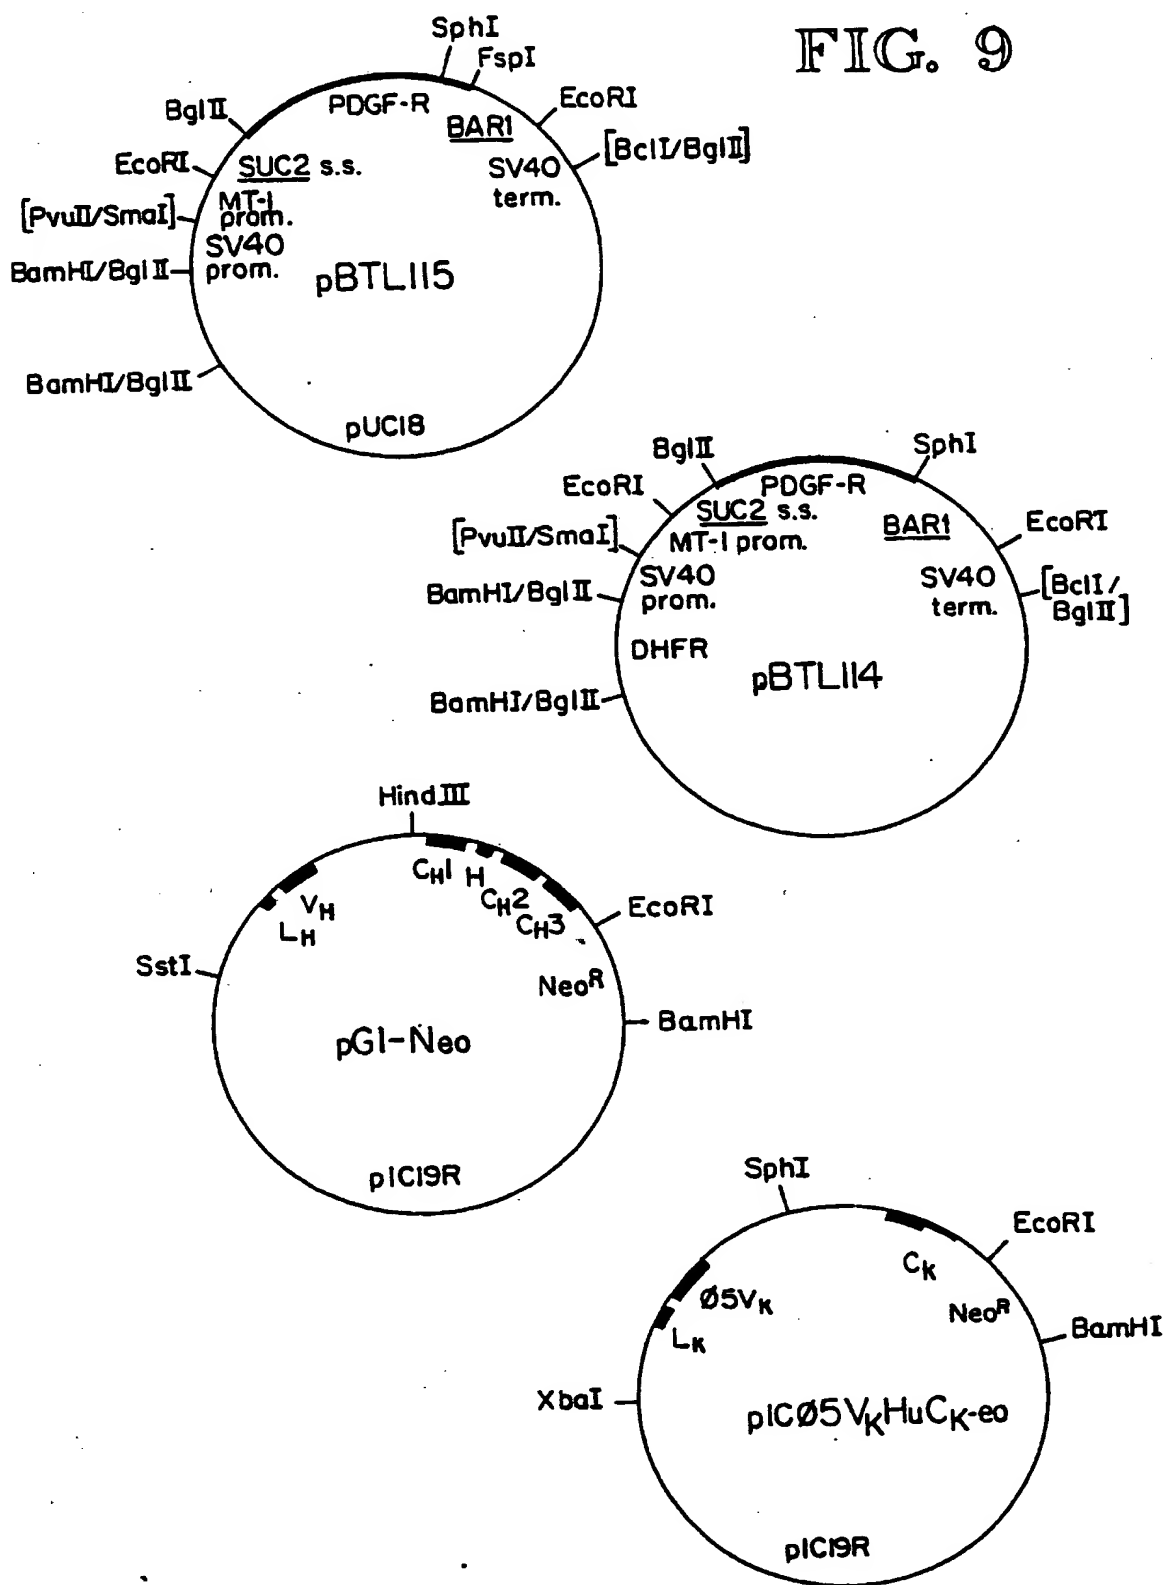 FIG. 9
SphI
FspI
BglII
PDGF-R
EcoRI
BAR1
[BclI/BglII]
EcoRI
SUC2 s.s.
SV40
term.
[PvuII/SmaI]
MT-1
prom.
BamHI/BglII
SV40
prom.
pBTL115
BamHI/BglII
pUC18
BglII
SphI
EcoRI
PDGF-R
SUC2 s.s.
BAR1
EcoRI
[PvuII/SmaI]
MT-1 prom.
BamHI/BglII
SV40
prom.
SV40
term.
[BclI/
BglII]
DHFR
pBTL114
BamHI/BglII
HindIII
CH1
H
CH2
CH3
VH
LH
EcoRI
SstI
NeoR
BamHI
pG1-Neo
pIC19R
SphI
EcoRI
CK
Ø5VK
NeoR
LK
BamHI
XbaI
pICØ5VKHuCK-eo
pIC19R